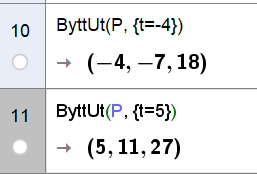 10
ByttUt(P, {t=-4})
→ (−4, −7, 18)
11
ByttUt(P, {t=5})
→ (5, 11, 27)